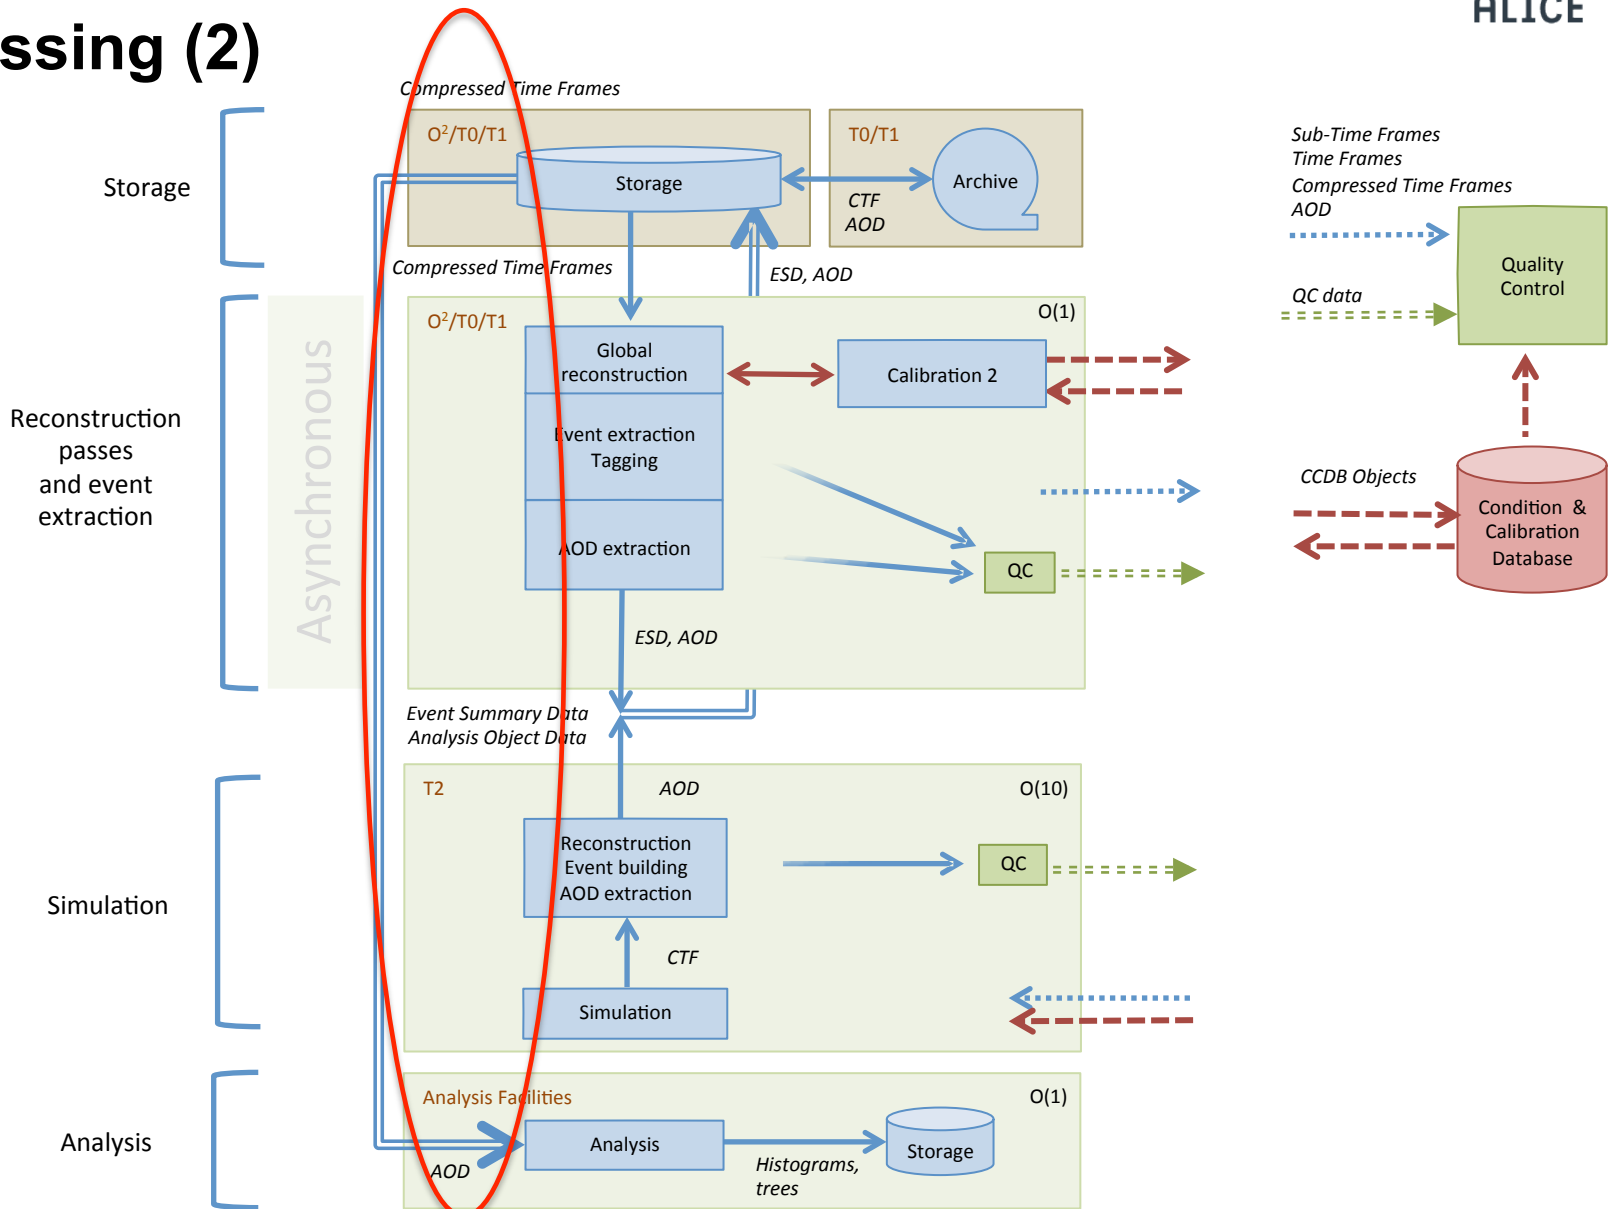 ssing (2)
ALICE
Compressed Time Frames
Storage
O²/T0/T1
Storage
T0/T1
Archive
CTF
AOD
Sub-Time Frames
Time Frames
Compressed Time Frames
AOD
Quality
Control
QC data
Compressed Time Frames
ESD, AOD
Reconstruction
passes
and event
extraction
Asynchronous
O²/T0/T1
O(1)
Global
reconstruction
Calibration 2
Event extraction
Tagging
AOD extraction
QC
CCDB Objects
Condition &
Calibration
Database
ESD, AOD
Event Summary Data
Analysis Object Data
Simulation
T2
AOD
O(10)
Reconstruction
Event building
AOD extraction
QC
CTF
Simulation
Analysis
Analysis Facilities
O(1)
Analysis
Storage
AOD
Histograms,
trees